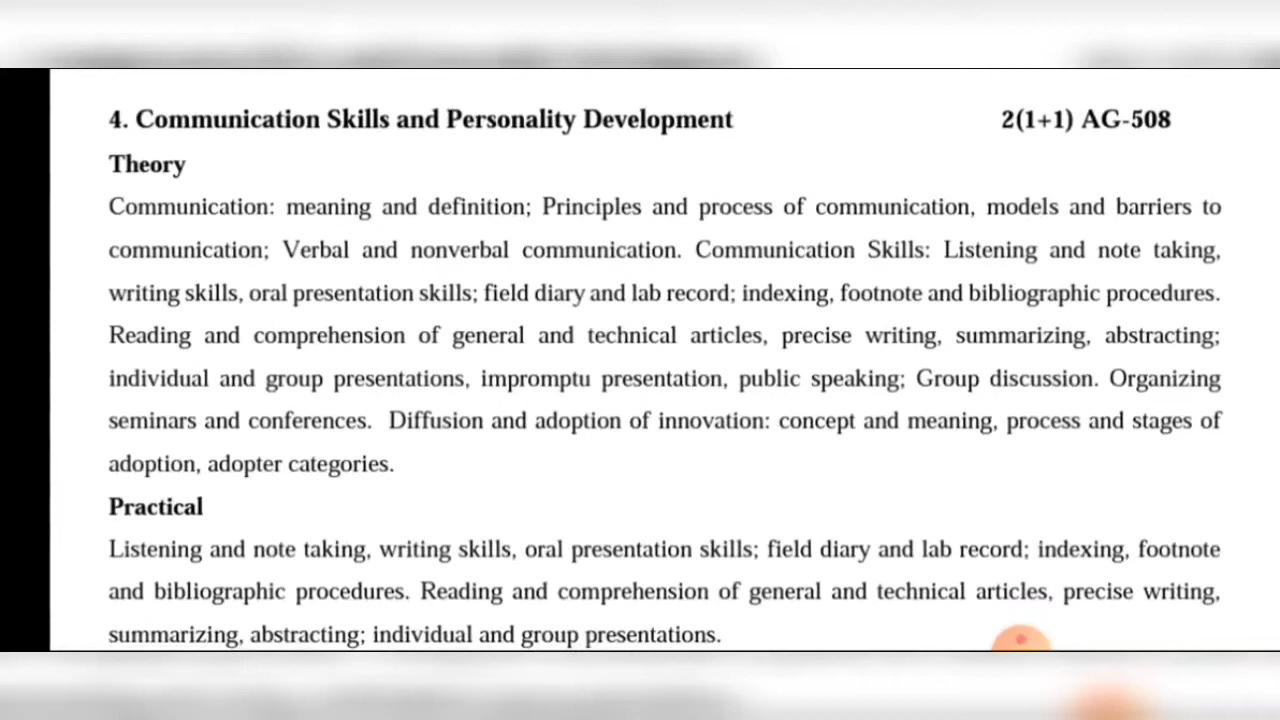 4. Communication Skills and Personality Development 2(1+1) AG-508
Theory
Communication: meaning and definition; Principles and process of communication, models and barriers to
communication; Verbal and nonverbal communication. Communication Skills: Listening and note taking,
writing skills, oral presentation skills; field diary and lab record; indexing, footnote and bibliographic procedures.
Reading and comprehension of general and technical articles, precise writing, summarizing, abstracting;
individual and group presentations, impromptu presentation, public speaking; Group discussion. Organizing
seminars and conferences. Diffusion and adoption of innovation: concept and meaning, process and stages of
adoption, adopter categories.
Practical
Listening and note taking, writing skills, oral presentation skills; field diary and lab record; indexing, footnote
and bibliographic procedures. Reading and comprehension of general and technical articles, precise writing,
summarizing, abstracting; individual and group presentations.